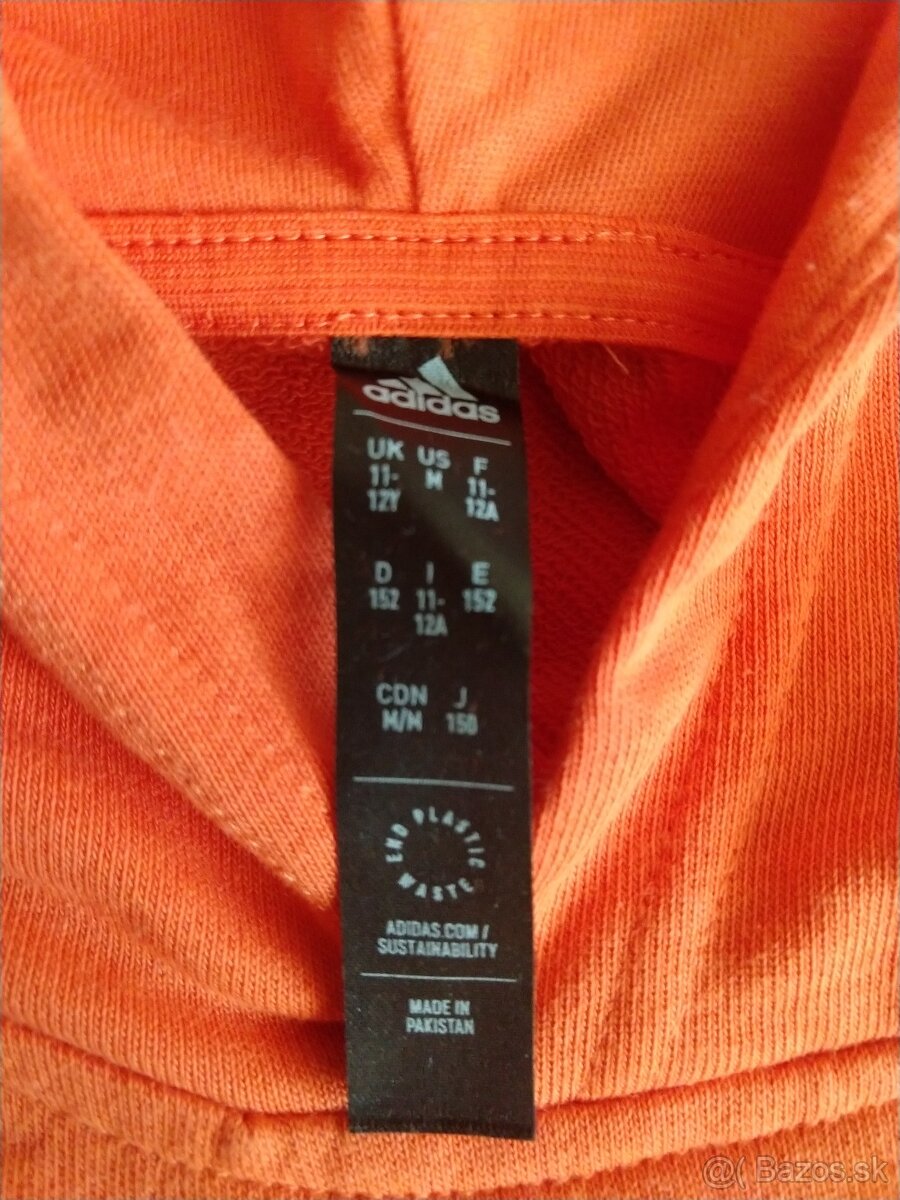 adidas
UK US F
11- M 11-
12Y 12A
D I E
152 11- 152
12A
CDN J
M/M 150
END PLASTIC WASTE
ADIDAS.COM/
SUSTAINABILITY
MADE IN
PAKISTAN
@( Bazos.sk